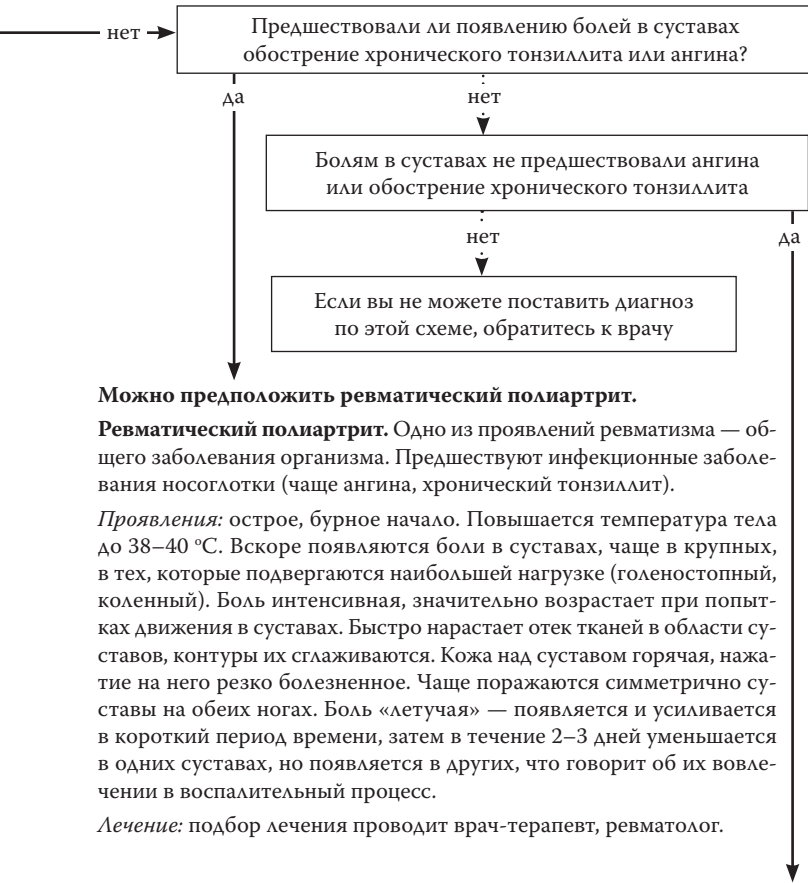 нет
Предшествовали ли появлению болей в суставах
обострение хронического тонзиллита или ангина?
да
нет
Болям в суставах не предшествовали ангина
или обострение хронического тонзиллита
нет
да
Если вы не можете поставить диагноз
по этой схеме, обратитесь к врачу
Можно предположить ревматический полиартрит.
Ревматический полиартрит. Одно из проявлений ревматизма — об-
щего заболевания организма. Предшествуют инфекционные заболе-
вания носоглотки (чаще ангина, хронический тонзиллит).
Проявления: острое, бурное начало. Повышается температура тела
до 38–40 °С. Вскоре появляются боли в суставах, чаще в крупных,
в тех, которые подвергаются наибольшей нагрузке (голеностопный,
коленный). Боль интенсивная, значительно возрастает при попыт-
ках движения в суставах. Быстро нарастает отек тканей в области су-
ставов, контуры их сглаживаются. Кожа над суставом горячая, нажа-
тие на него резко болезненное. Чаще поражаются симметрично су-
ставы на обеих ногах. Боль «летучая» — появляется и усиливается
в короткий период времени, затем в течение 2–3 дней уменьшается
в одних суставах, но появляется в других, что говорит об их вовле-
чении в воспалительный процесс.
Лечение: подбор лечения проводит врач-терапевт, ревматолог.